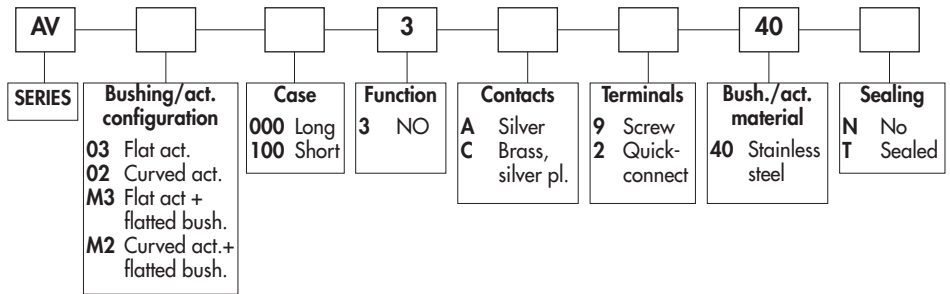 AV 3 40
SERIES
Bushing/act.
configuration
03 Flat act.
02 Curved act.
M3 Flat act +
flatted bush.
M2 Curved act.+
flatted bush.
Case
000 Long
100 Short
Function
3 NO
Contacts
A Silver
C Brass,
silver pl.
Terminals
9 Screw
2 Quick-
connect
Bush./act.
material
40 Stainless
steel
Sealing
N No
T Sealed